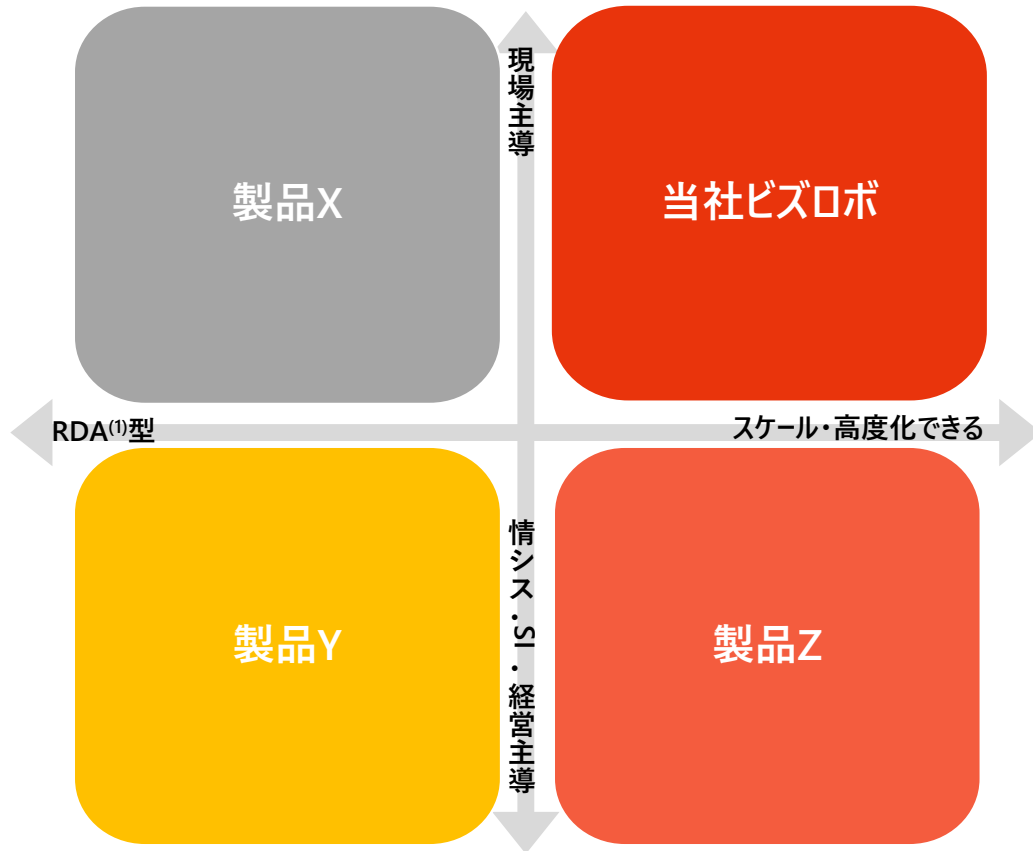 現場主導
製品X
当社ビズロボ
RDA(1)型
スケール・高度化できる
情シス・SI・経営主導
製品Y
製品Z